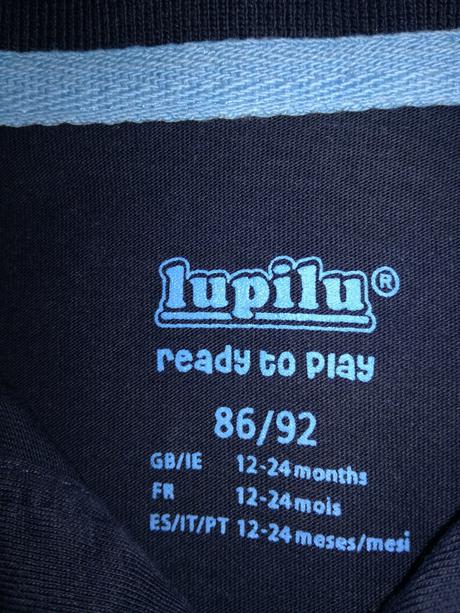 lupilu®
ready to play
86/92
GB/IE 12-24 months
FR 12-24 mois
ES/IT/PT 12-24 meses/mesi